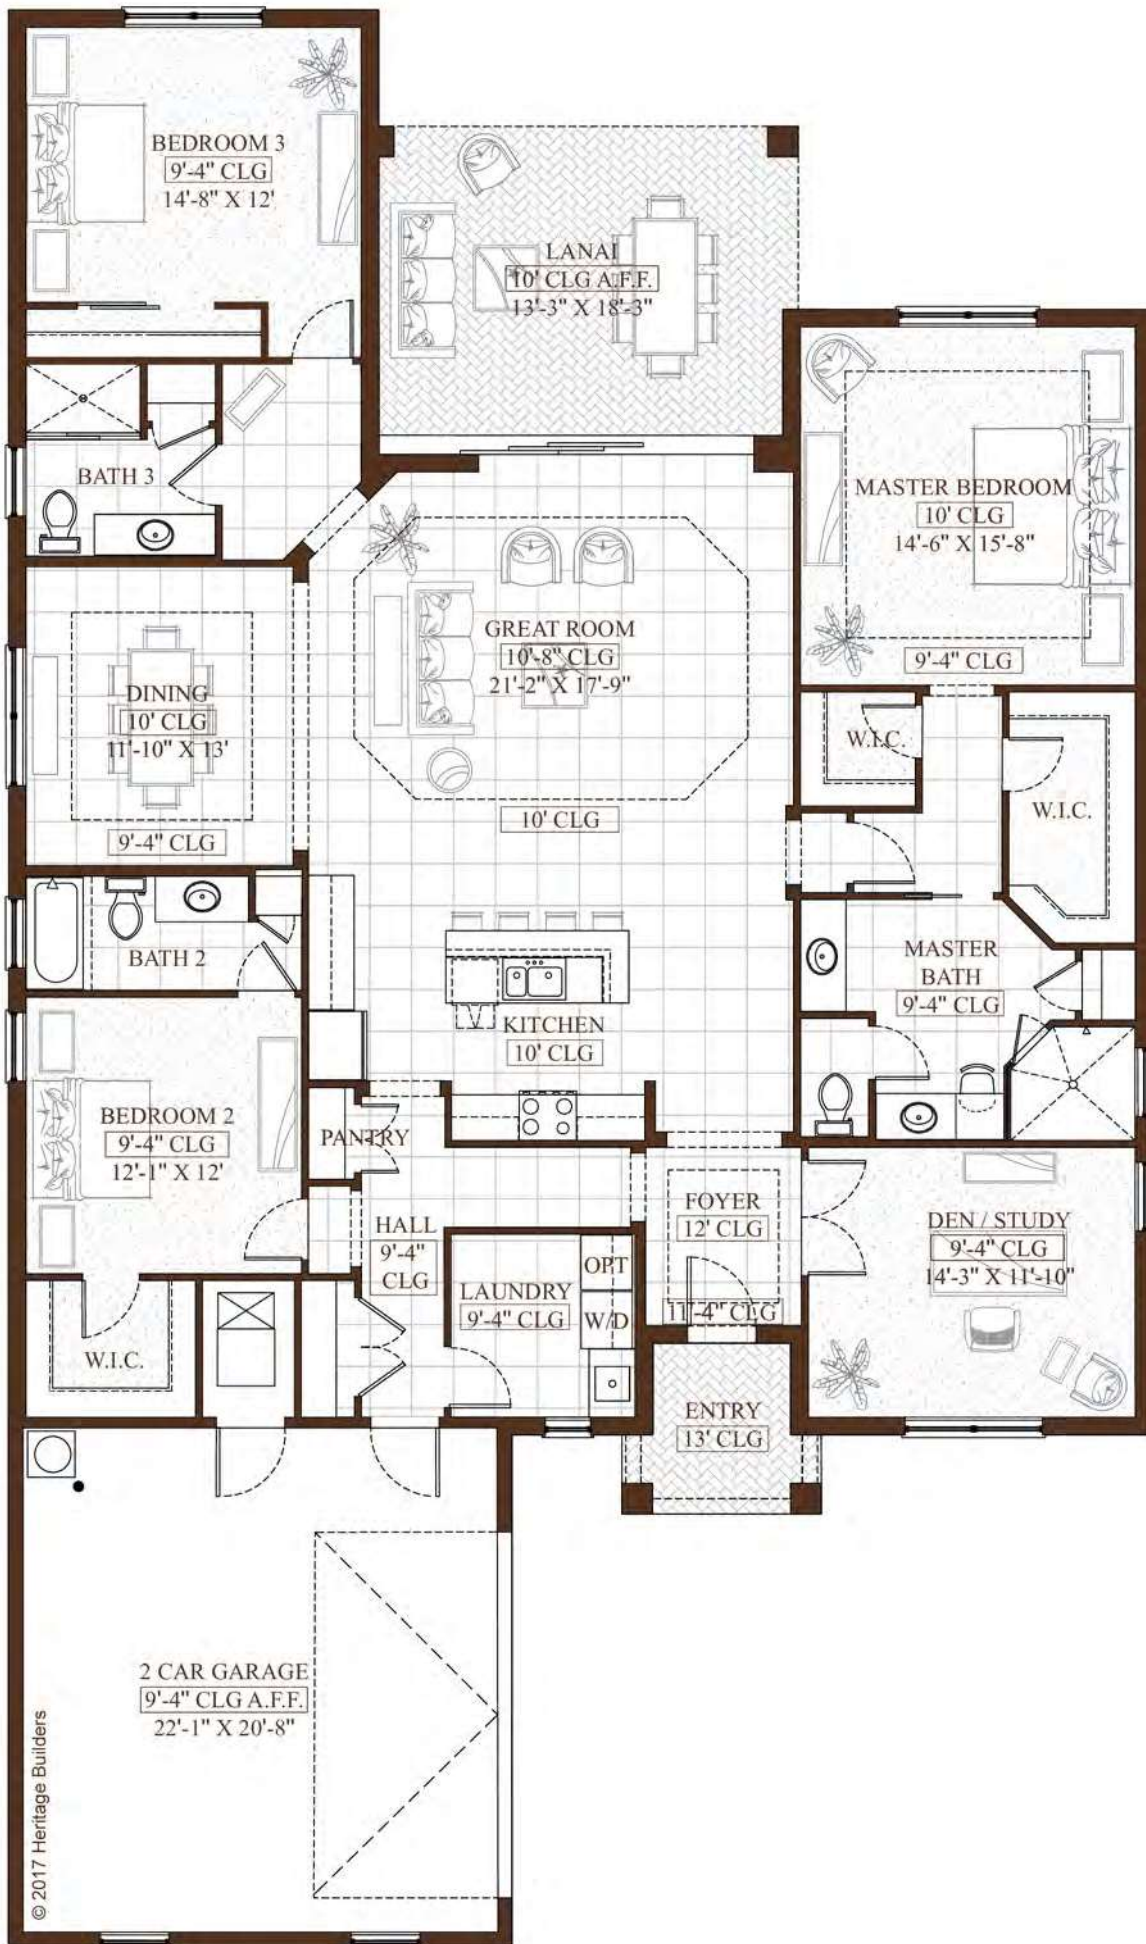 BEDROOM 3
9'-4" CLG
14'-8" X 12'
LANAI
10' CLG A.F.F.
13'-3" X 18'-3"
BATH 3
MASTER BEDROOM
10' CLG
14'-6" X 15'-8"
9'-4" CLG
GREAT ROOM
10'-8" CLG
21'-2" X 17'-9"
10' CLG
DINING
10' CLG
11'-10" X 13'
9'-4" CLG
W.I.C.
W.I.C.
BATH 2
MASTER
BATH
9'-4" CLG
KITCHEN
10' CLG
BEDROOM 2
9'-4" CLG
12'-1" X 12'
PANTRY
HALL
9'-4"
CLG
FOYER
12' CLG
11'-4" CLG
DEN / STUDY
9'-4" CLG
14'-3" X 11'-10"
LAUNDRY
9'-4" CLG
OPT
W/D
W.I.C.
ENTRY
13' CLG
2 CAR GARAGE
9'-4" CLG A.F.F.
22'-1" X 20'-8"
© 2017 Heritage Builders